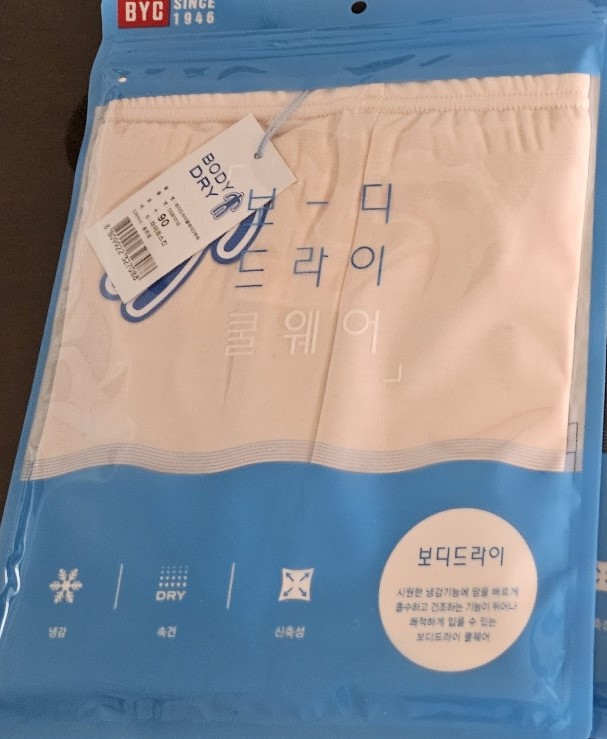 BYC
SINCE
1946
BODY
DRY
90
보-디
드라이
쿨웨어
DRY
냉감
속건
신축성
보디드라이
시원한 냉감기능에 땀을 빠르게
흡수하고 건조하는 기능이 뛰어나
쾌적하게 입을 수 있는
보디드라이 쿨웨어